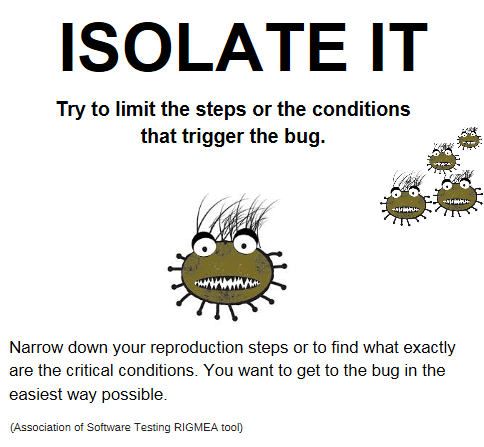 ISOLATE IT
Try to limit the steps or the conditions
that trigger the bug.
Narrow down your reproduction steps or to find what exactly
are the critical conditions. You want to get to the bug in the
easiest way possible.
(Association of Software Testing RIGMEA tool)